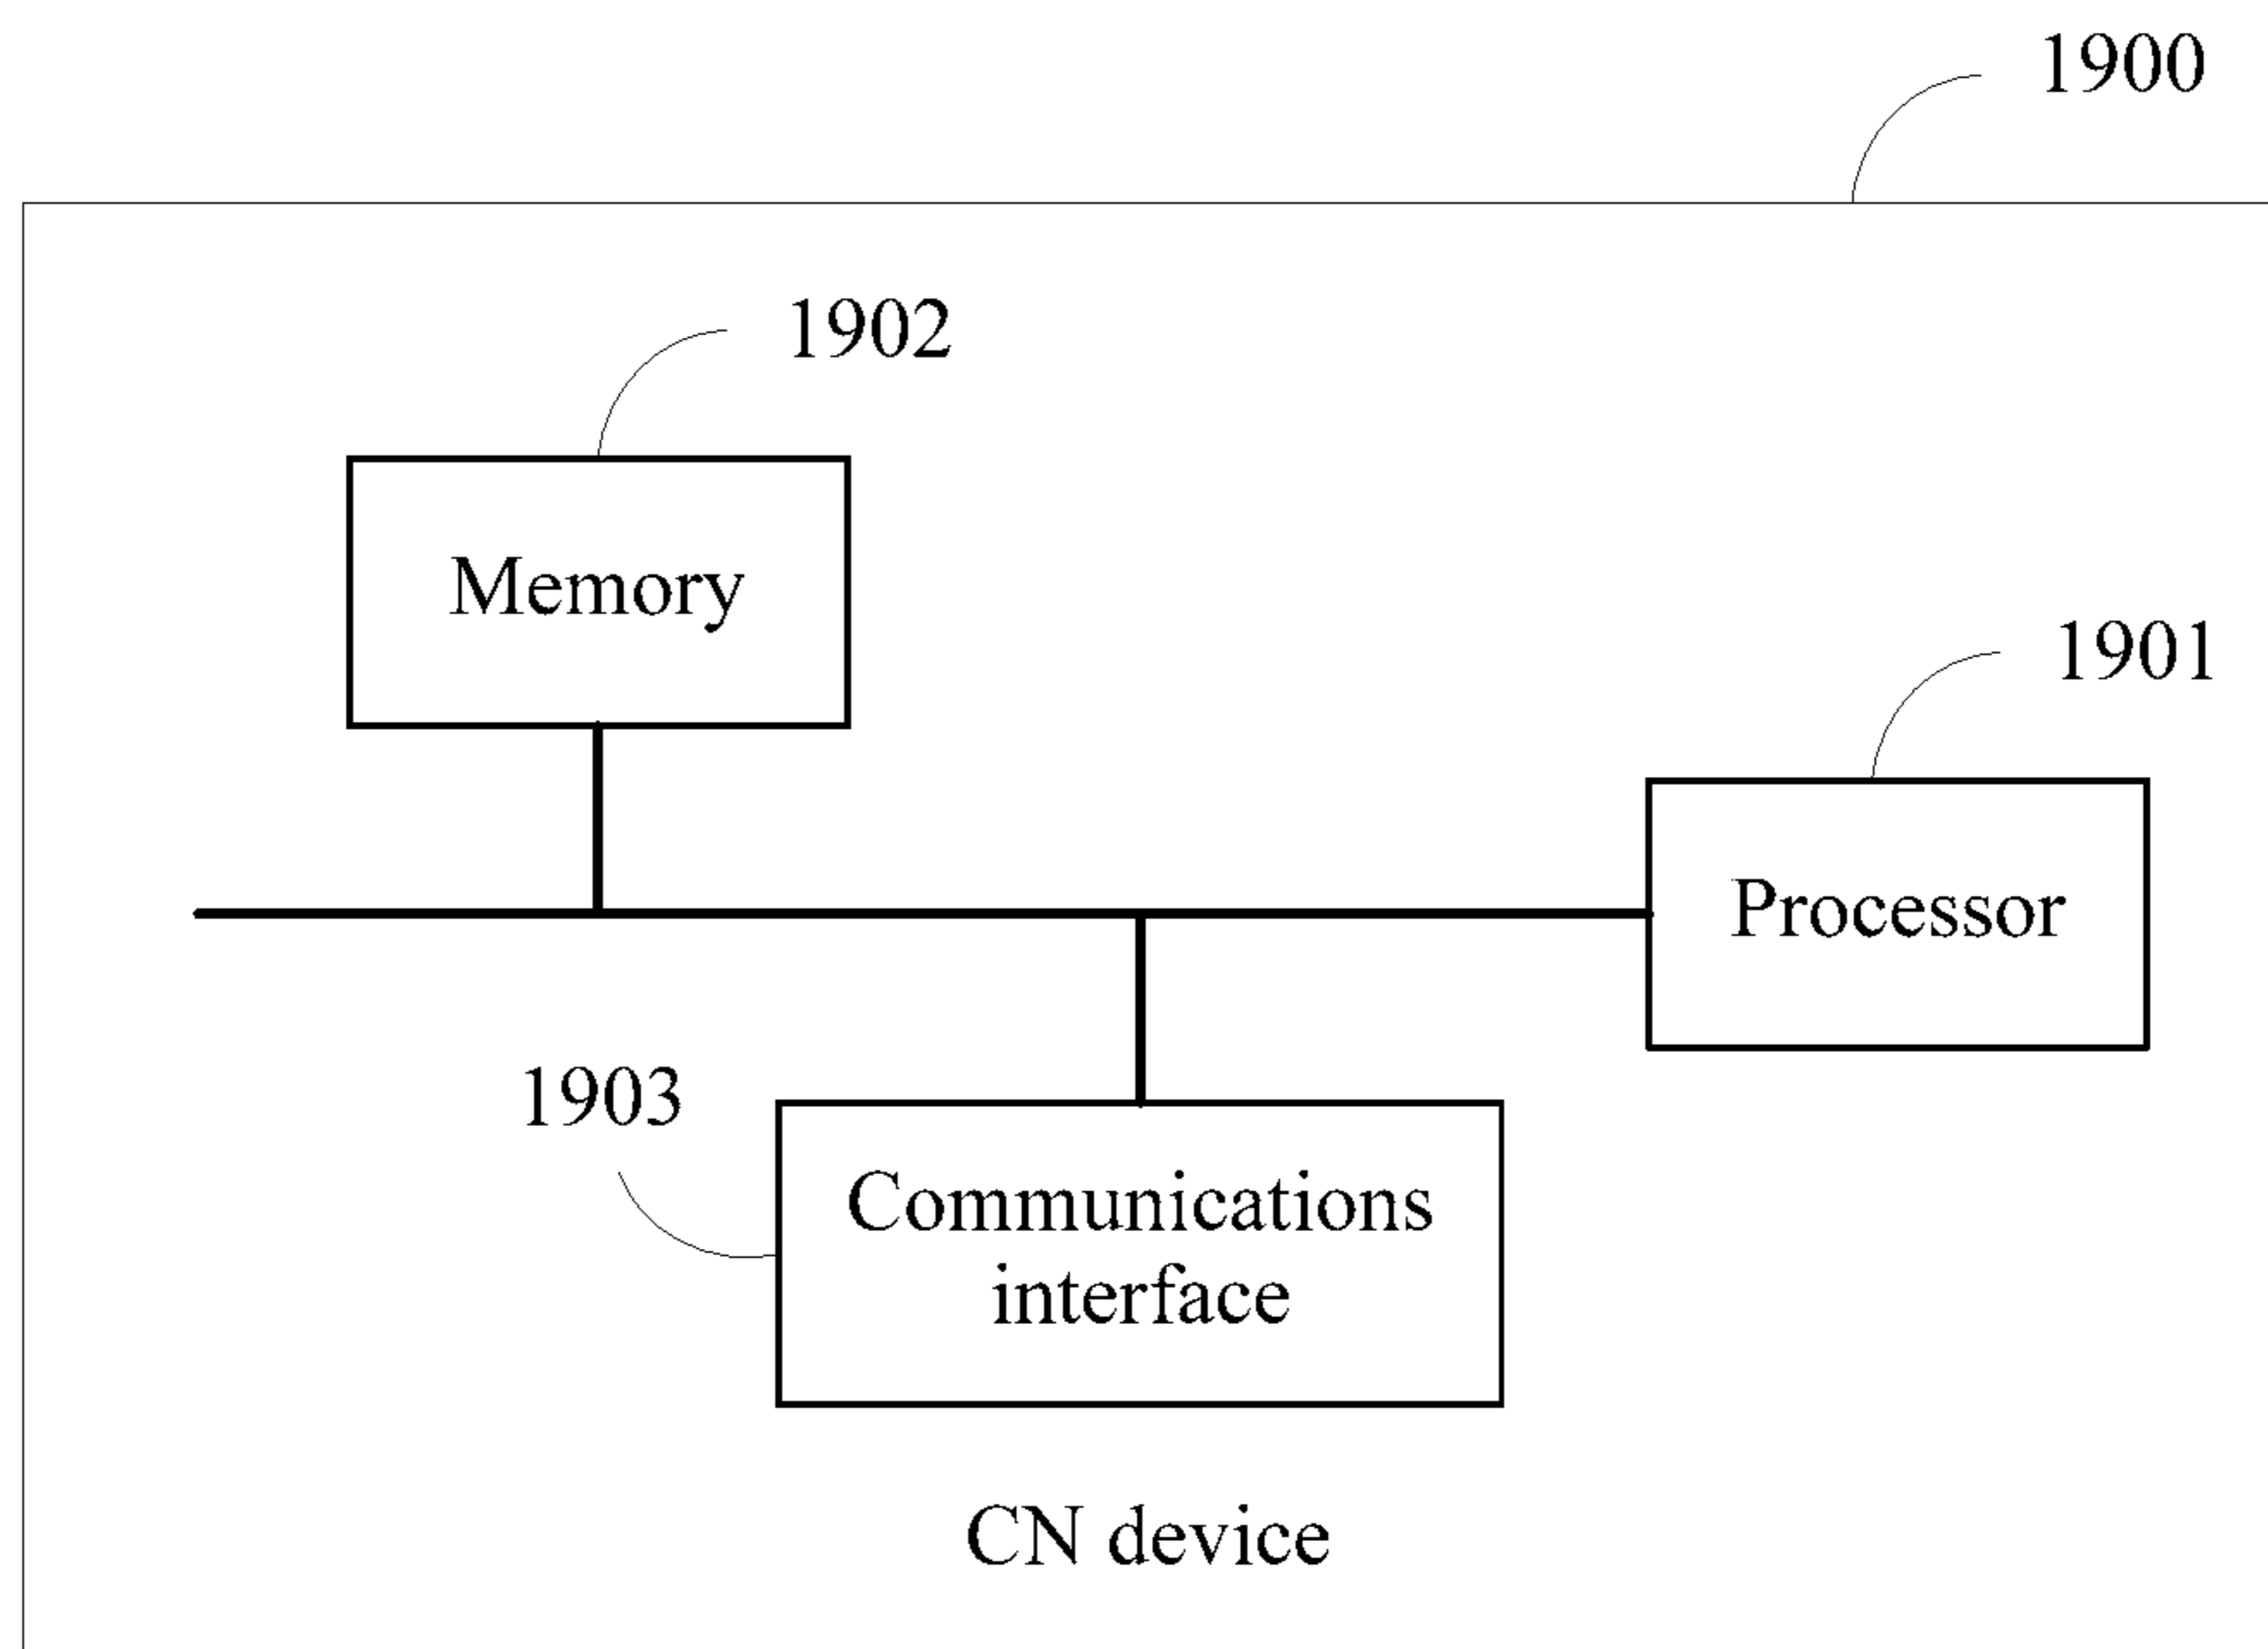 1900
1902
Memory
1901
Processor
1903
Communications
interface
CN device